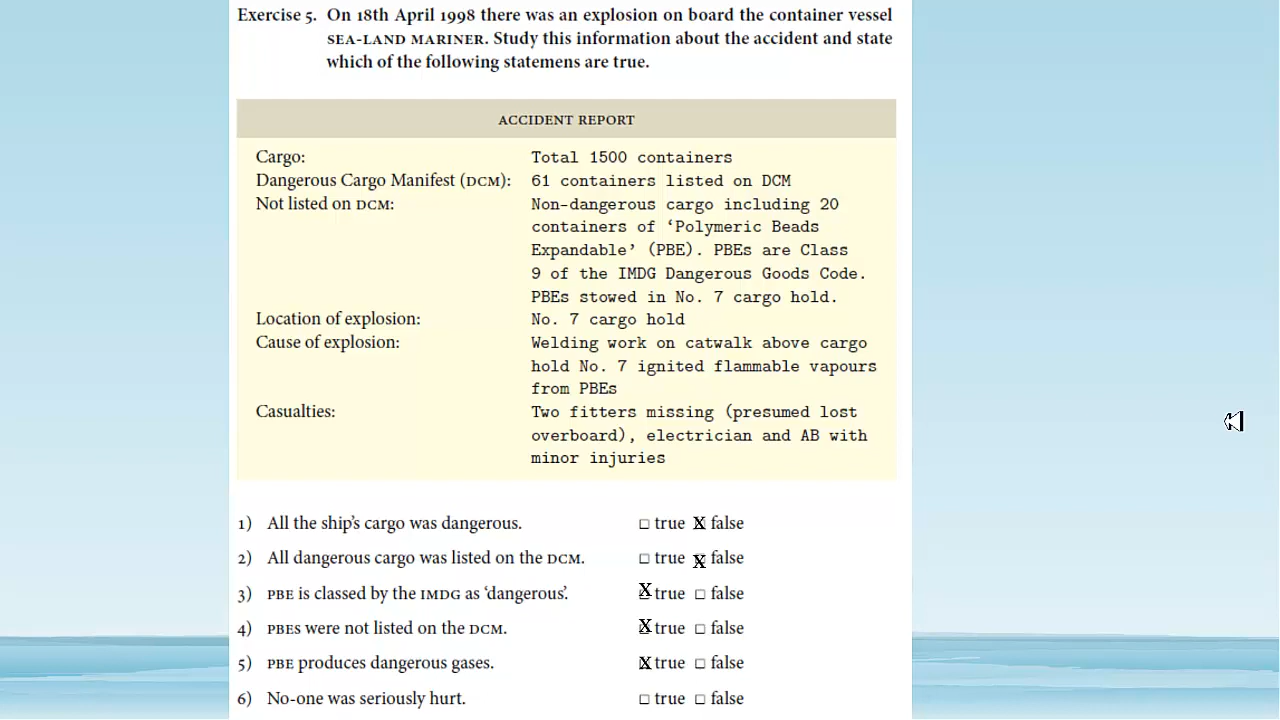 Exercise 5. On 18th April 1998 there was an explosion on board the container vessel
SEA-LAND MARINER. Study this information about the accident and state
which of the following statemens are true.
ACCIDENT REPORT
Cargo: Total 1500 containers
Dangerous Cargo Manifest (DCM): 61 containers listed on DCM
Not listed on DCM: Non-dangerous cargo including 20
containers of ‘Polymeric Beads
Expandable’ (PBE). PBEs are Class
9 of the IMDG Dangerous Goods Code.
PBEs stowed in No. 7 cargo hold.
Location of explosion: No. 7 cargo hold
Cause of explosion: Welding work on catwalk above cargo
hold No. 7 ignited flammable vapours
from PBEs
Casualties: Two fitters missing (presumed lost
overboard), electrician and AB with
minor injuries
1) All the ship’s cargo was dangerous. □ true X false
2) All dangerous cargo was listed on the DCM. □ true X false
3) PBE is classed by the IMDG as ‘dangerous’. X true □ false
4) PBEs were not listed on the DCM. X true □ false
5) PBE produces dangerous gases. X true □ false
6) No-one was seriously hurt. □ true □ false